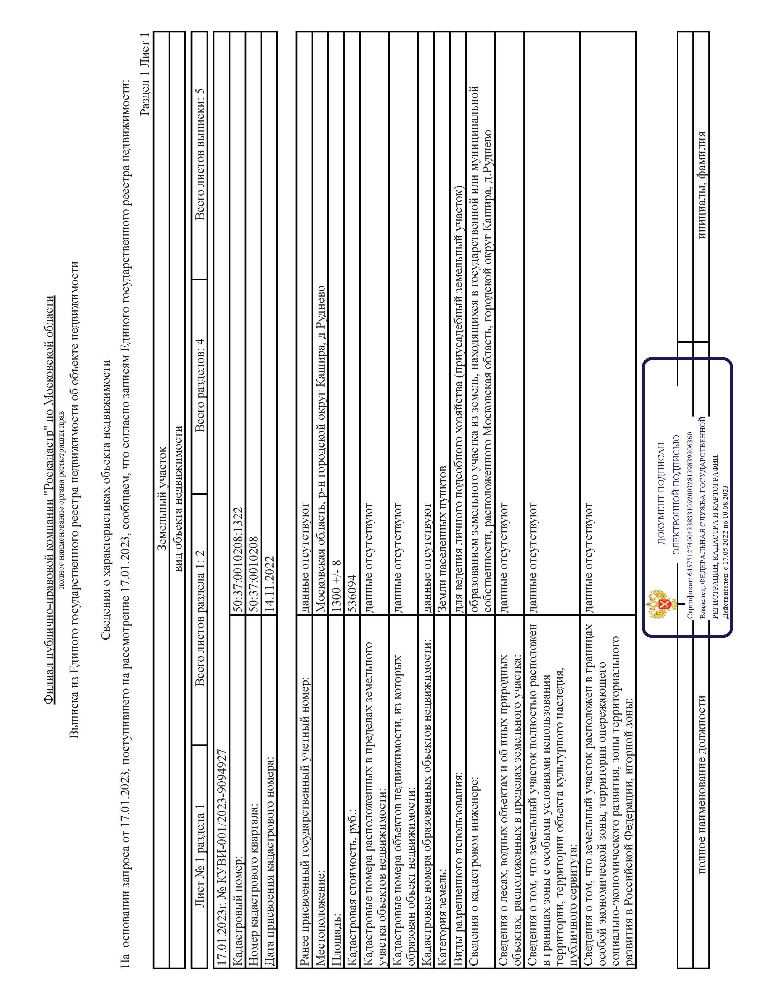 Филиал публично-правовой компании "Роскадастр" по Московской области
полное наименование органа регистрации прав
Выписка из Единого государственного реестра недвижимости об объекте недвижимости
Сведения о характеристиках объекта недвижимости
На основании запроса от 17.01.2023, поступившего на рассмотрение 17.01.2023, сообщаем, что согласно записям Единого государственного реестра недвижимости:
Раздел 1 Лист 1
Земельный участок
вид объекта недвижимости
Лист № 1 раздела 1 Всего листов раздела 1: 2 Всего разделов: 4 Всего листов выписки: 5
17.01.2023г. № КУВИ-001/2023-9094927
Кадастровый номер: 50:37:0010208:1322
Номер кадастрового квартала: 50:37:0010208
Дата присвоения кадастрового номера: 14.11.2022
Ранее присвоенный государственный учетный номер: данные отсутствуют
Местоположение: Московская область, р-н городской округ Кашира, д Руднево
Площадь: 1300 +/- 8
Кадастровая стоимость, руб.: 536094
Кадастровые номера расположенных в пределах земельного данные отсутствуют
участка объектов недвижимости:
Кадастровые номера объектов недвижимости, из которых данные отсутствуют
образован объект недвижимости:
Кадастровые номера образованных объектов недвижимости: данные отсутствуют
Категория земель: Земли населенных пунктов
Виды разрешенного использования: для ведения личного подсобного хозяйства (приусадебный земельный участок)
Сведения о кадастровом инженере: образованием земельного участка из земель, находящихся в государственной или муниципальной
собственности, расположенного Московская область, городской округ Кашира, д.Руднево
Сведения о лесах, водных объектах и об иных природных данные отсутствуют
объектах, расположенных в пределах земельного участка:
Сведения о том, что земельный участок полностью расположен данные отсутствуют
в границах зоны с особыми условиями использования
территории, территории объекта культурного наследия,
публичного сервитута:
Сведения о том, что земельный участок расположен в границах данные отсутствуют
особой экономической зоны, территории опережающего
социально-экономического развития, зоны территориального
развития в Российской Федерации, игорной зоны:
ДОКУМЕНТ ПОДПИСАН
ЭЛЕКТРОННОЙ ПОДПИСЬЮ
Сертификат: 645751274004338331092003281398839306360
Владелец: ФЕДЕРАЛЬНАЯ СЛУЖБА ГОСУДАРСТВЕННОЙ
РЕГИСТРАЦИИ, КАДАСТРА И КАРТОГРАФИИ
Действителен: с 17.05.2022 по 10.08.2023
полное наименование должности инициалы, фамилия